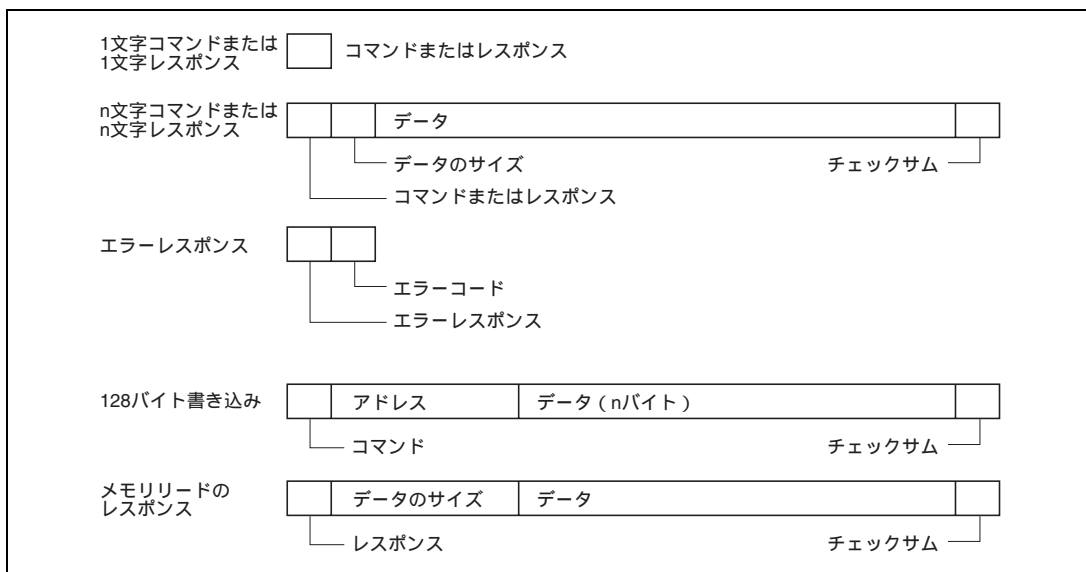 1文字コマンドまたは
1文字レスポンス
コマンドまたはレスポンス
n文字コマンドまたは
n文字レスポンス
データ
データのサイズ
チェックサム
コマンドまたはレスポンス
エラーレスポンス
エラーコード
エラーレスポンス
128バイト書き込み
アドレス
データ（nバイト）
コマンド
チェックサム
メモリリードの
レスポンス
データのサイズ
データ
レスポンス
チェックサム